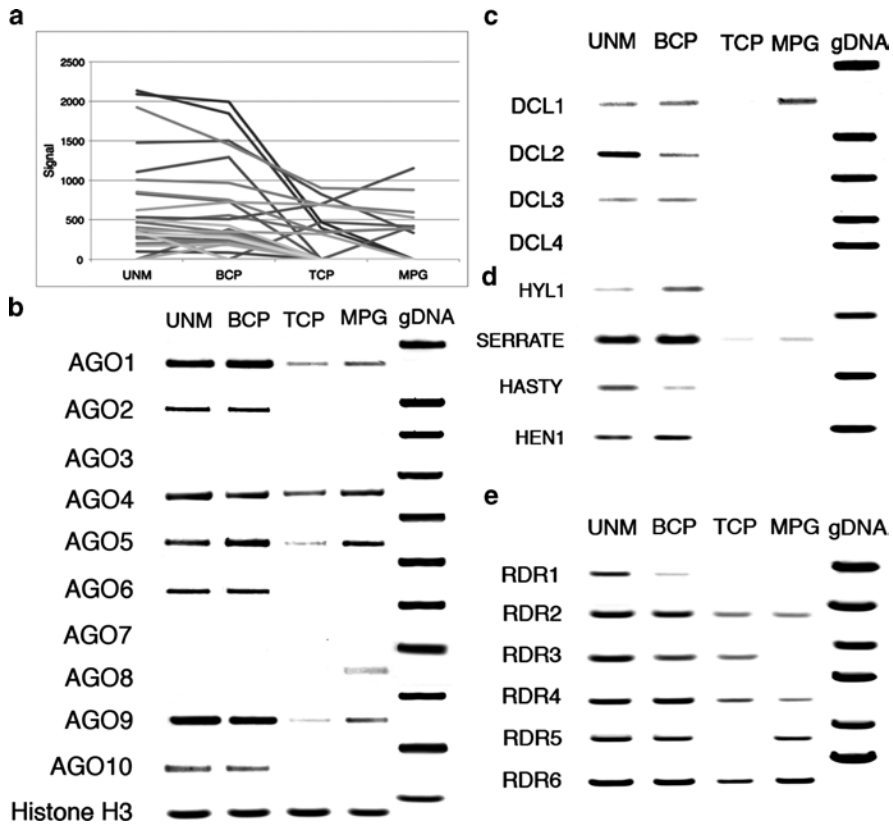 a
2500
2000
1500
1000
500
0
Signal
UNM BCP TCP MPG
b
UNM BCP TCP MPG gDNA
AGO1
AGO2
AGO3
AGO4
AGO5
AGO6
AGO7
AGO8
AGO9
AGO10
Histone H3
c
UNM BCP TCP MPG gDNA
DCL1
DCL2
DCL3
DCL4
d
HYL1
SERRATE
HASTY
HEN1
e
UNM BCP TCP MPG gDNA
RDR1
RDR2
RDR3
RDR4
RDR5
RDR6